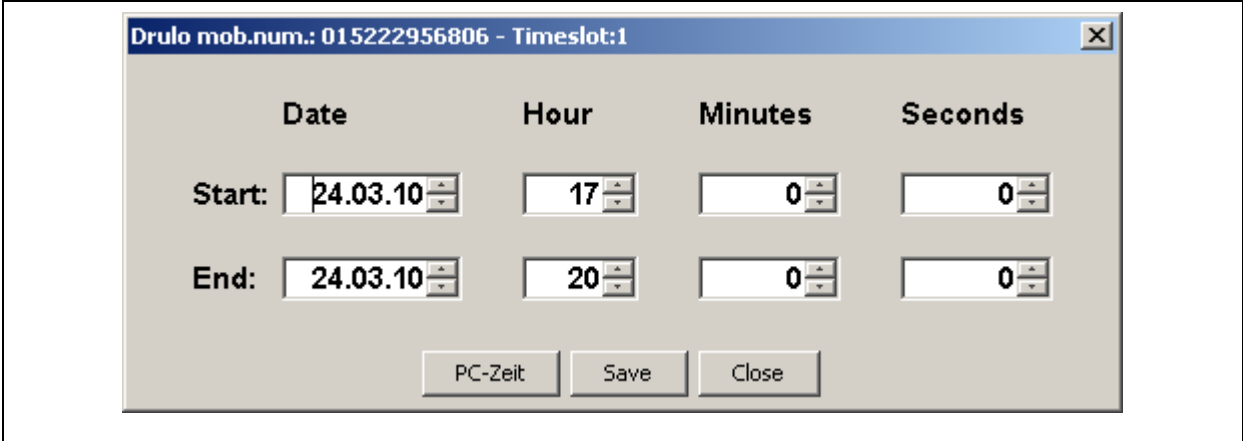 Drulo mob.num.: 015222956806 - Timeslot:1
Date Hour Minutes Seconds
Start: 24.03.10 17 0 0
End: 24.03.10 20 0 0
PC-Zeit Save Close